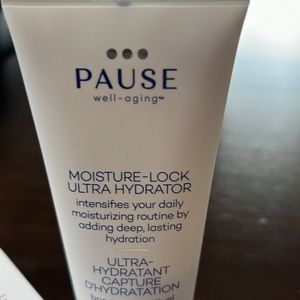 PAUSE
well-aging™
MOISTURE-LOCK
ULTRA HYDRATOR
intensifies your daily
moisturizing routine by
adding deep, lasting
hydration
ULTRA-
HYDRATANT
CAPTURE
D'HYDRATATION